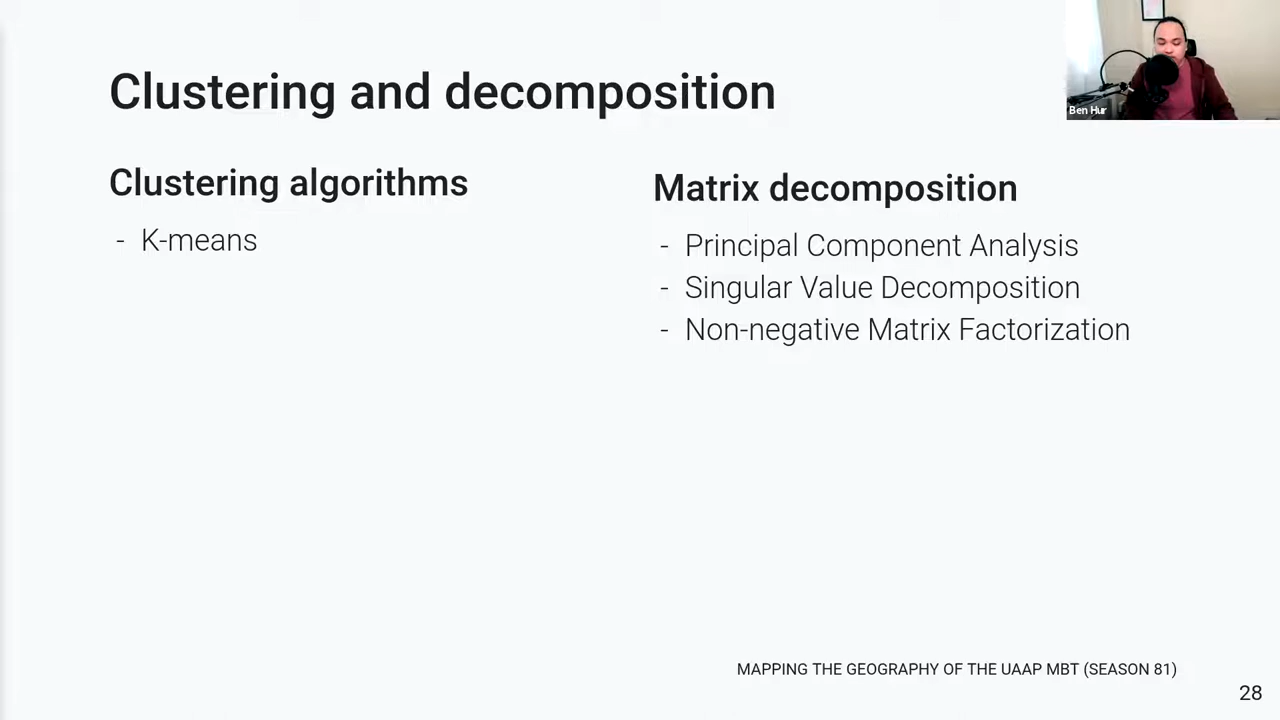 Clustering and decomposition
Ben Hur
Clustering algorithms
- K-means
Matrix decomposition
- Principal Component Analysis
- Singular Value Decomposition
- Non-negative Matrix Factorization
MAPPING THE GEOGRAPHY OF THE UAAP MBT (SEASON 81)
28